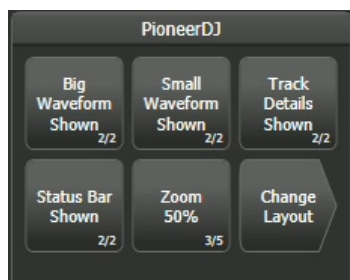 PioneerDJ
Big
Waveform
Shown
2/2
Small
Waveform
Shown
2/2
Track
Details
Shown
2/2
Status Bar
Shown
2/2
Zoom
50%
3/5
Change
Layout